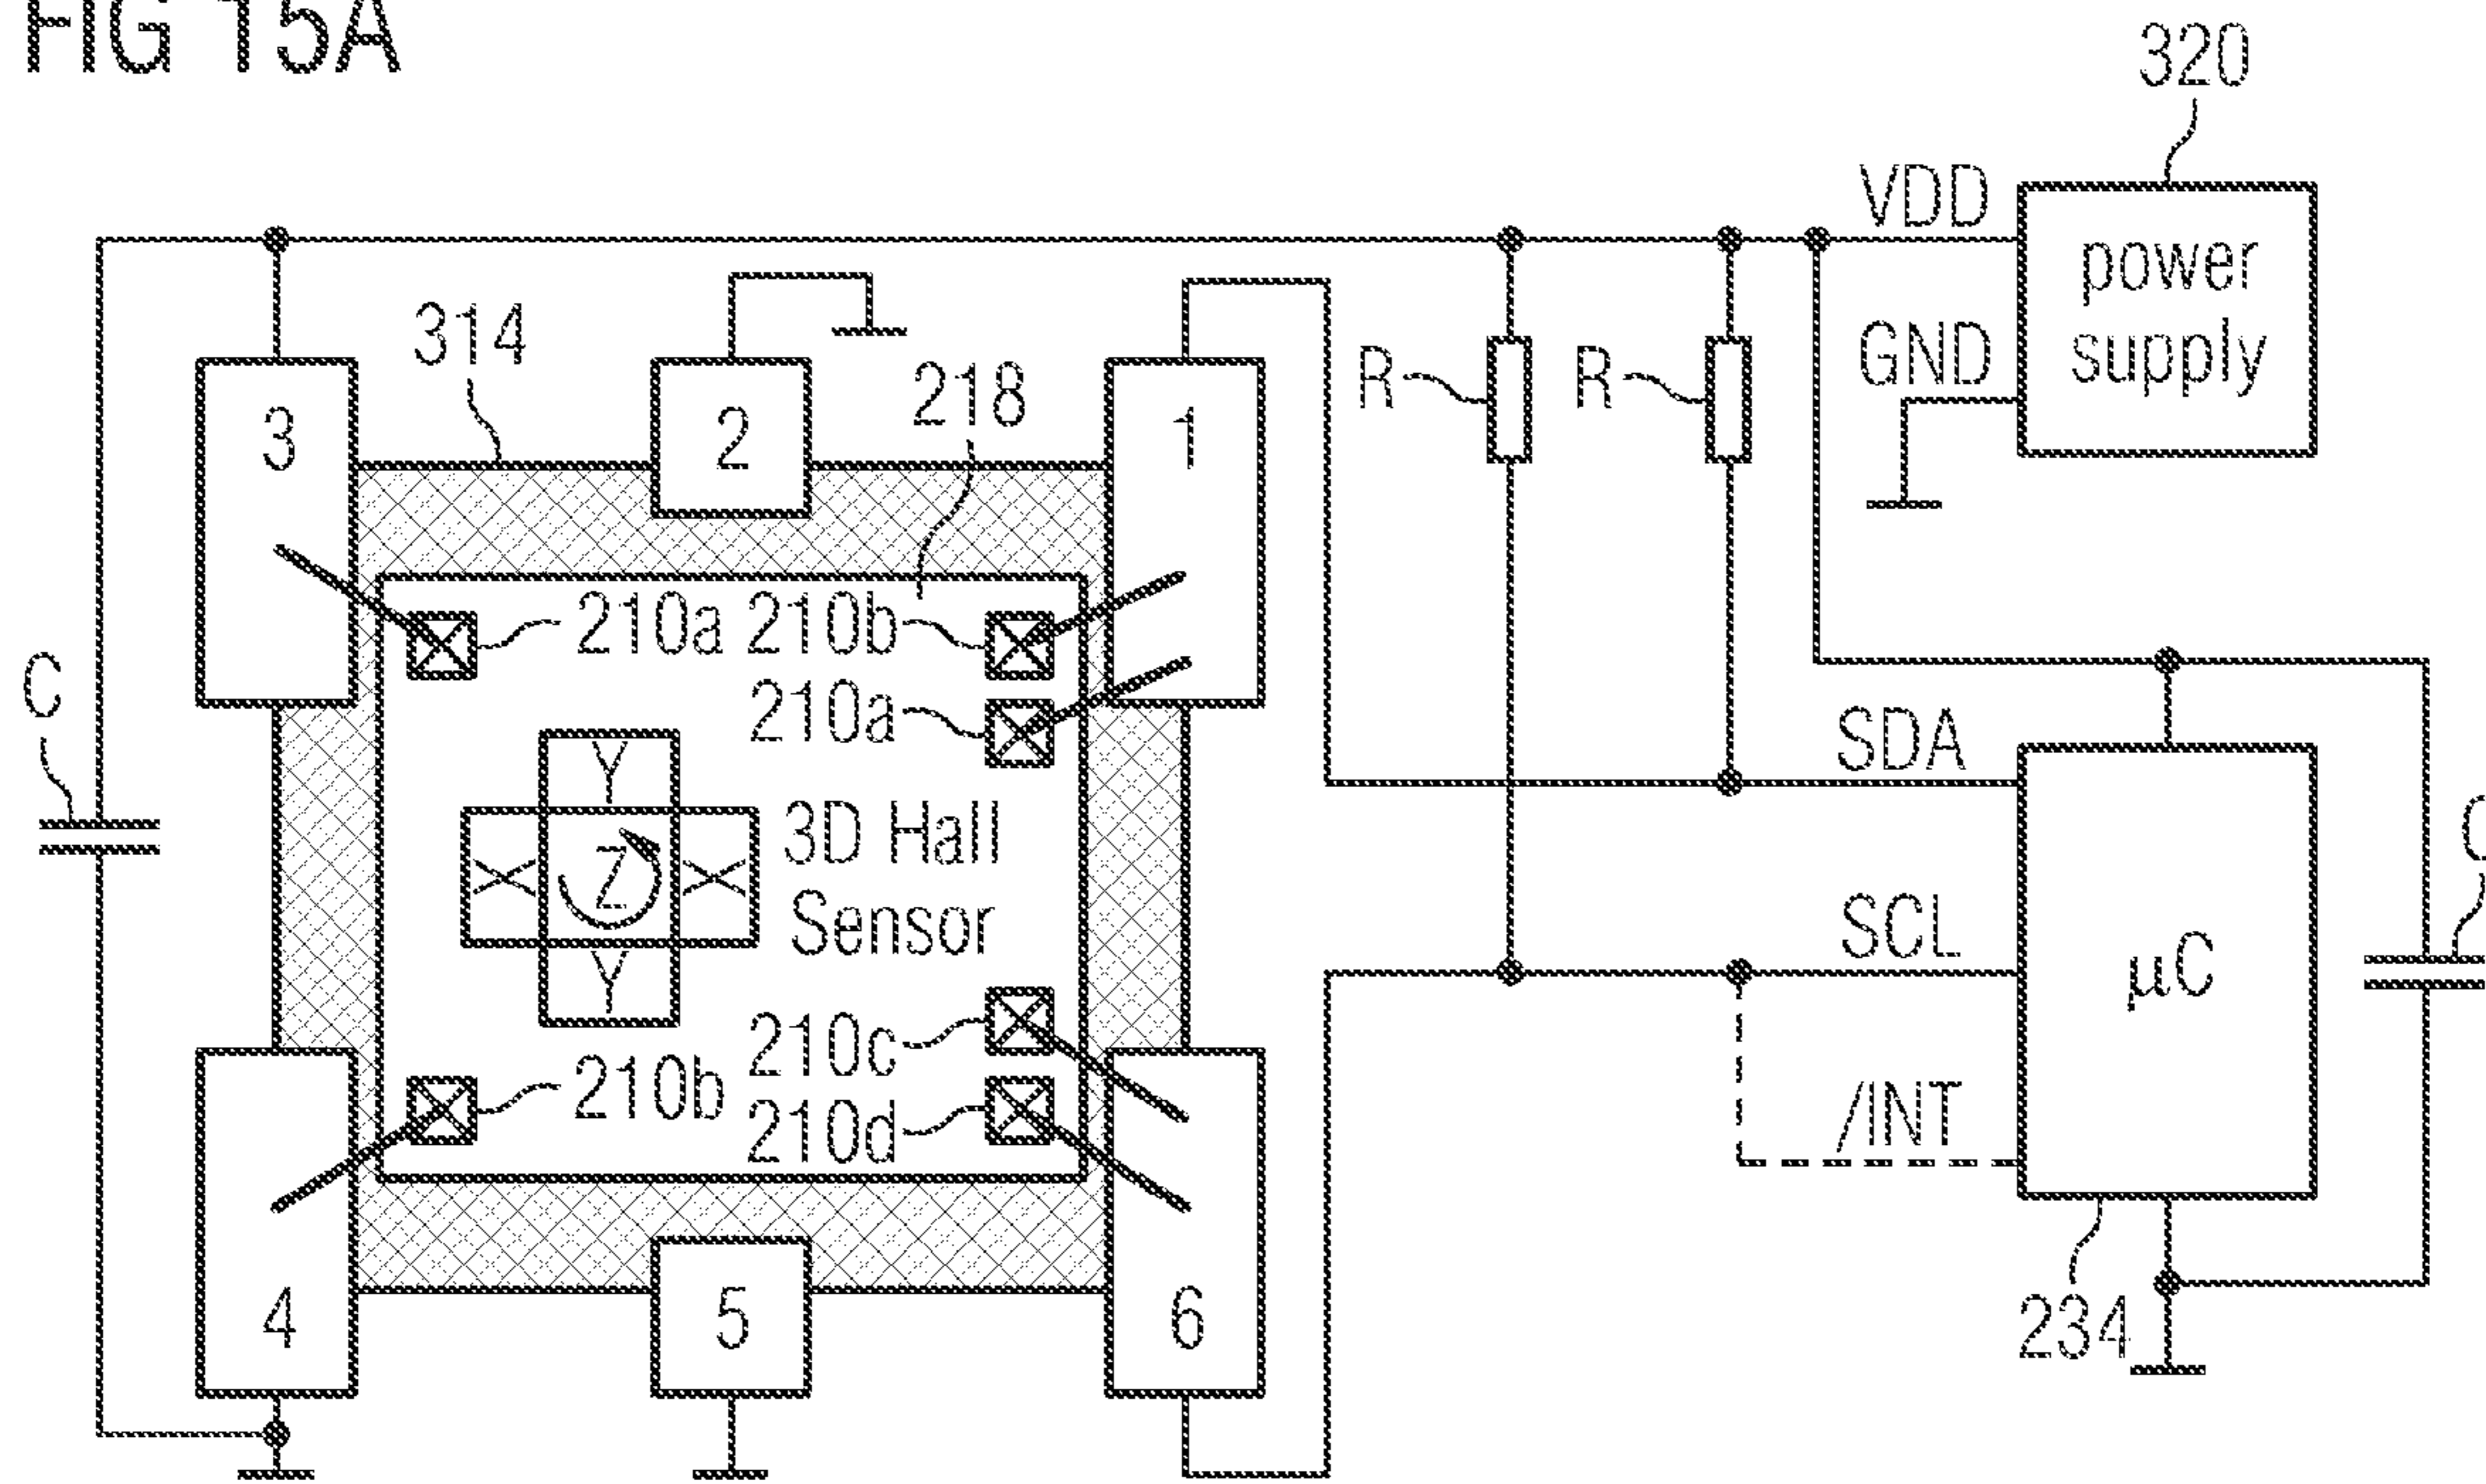 FIG 15A
320
VDD
power
supply
GND
314
218
R
R
3
2
1
210a
210b
210a
C
SDA
Y
X
Z
X
Y
3D Hall
Sensor
C
SCL
µC
210c
210b
210d
/INT
4
5
6
234